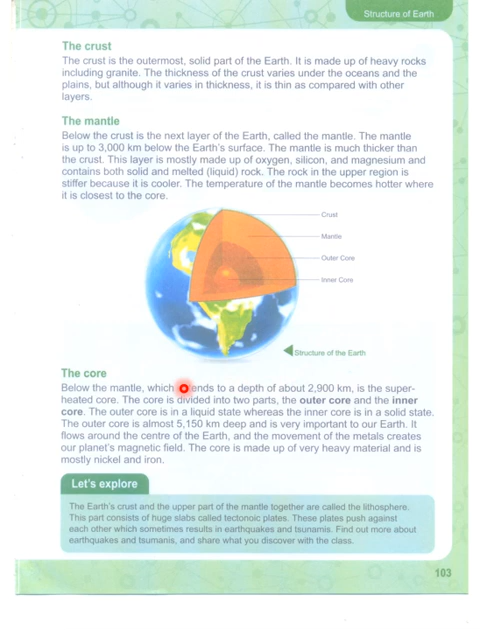 Structure of Earth
The crust
The crust is the outermost, solid part of the Earth. It is made up of heavy rocks
including granite. The thickness of the crust varies under the oceans and the
plains, but although it varies in thickness, it is thin as compared with other
layers.
The mantle
Below the crust is the next layer of the Earth, called the mantle. The mantle
is up to 3,000 km below the Earth's surface. The mantle is much thicker than
the crust. This layer is mostly made up of oxygen, silicon, and magnesium and
contains both solid and melted (liquid) rock. The rock in the upper region is
stiffer because it is cooler. The temperature of the mantle becomes hotter where
it is closest to the core.
Crust
Mantle
Outer Core
Inner Core
Structure of the Earth
The core
Below the mantle, which ends to a depth of about 2,900 km, is the super-
heated core. The core is divided into two parts, the outer core and the inner
core. The outer core is in a liquid state whereas the inner core is in a solid state.
The outer core is almost 5,150 km deep and is very important to our Earth. It
flows around the centre of the Earth, and the movement of the metals creates
our planet's magnetic field. The core is made up of very heavy material and is
mostly nickel and iron.
Let's explore
The Earth's crust and the upper part of the mantle together are called the lithosphere.
This part consists of huge slabs called tectonoic plates. These plates push against
each other which sometimes results in earthquakes and tsunamis. Find out more about
earthquakes and tsumanis, and share what you discover with the class.
103